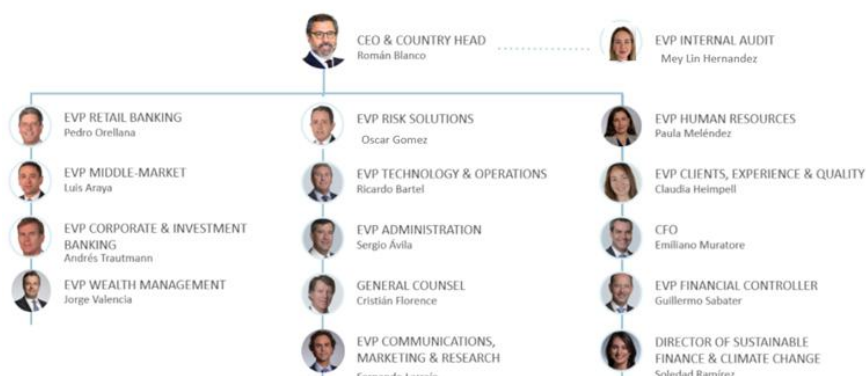 CEO & COUNTRY HEAD
Román Blanco
EVP INTERNAL AUDIT
Mey Lin Hernandez
EVP RETAIL BANKING
Pedro Orellana
EVP MIDDLE-MARKET
Luis Araya
EVP CORPORATE & INVESTMENT
BANKING
Andrés Trautmann
EVP WEALTH MANAGEMENT
Jorge Valencia
EVP RISK SOLUTIONS
Oscar Gomez
EVP TECHNOLOGY & OPERATIONS
Ricardo Bartel
EVP ADMINISTRATION
Sergio Ávila
GENERAL COUNSEL
Cristián Florence
EVP COMMUNICATIONS,
MARKETING & RESEARCH
EVP HUMAN RESOURCES
Paula Meléndez
EVP CLIENTS, EXPERIENCE & QUALITY
Claudia Heimpell
CFO
Emiliano Muratore
EVP FINANCIAL CONTROLLER
Guillermo Sabater
DIRECTOR OF SUSTAINABLE
FINANCE & CLIMATE CHANGE
Soledad Ramírez